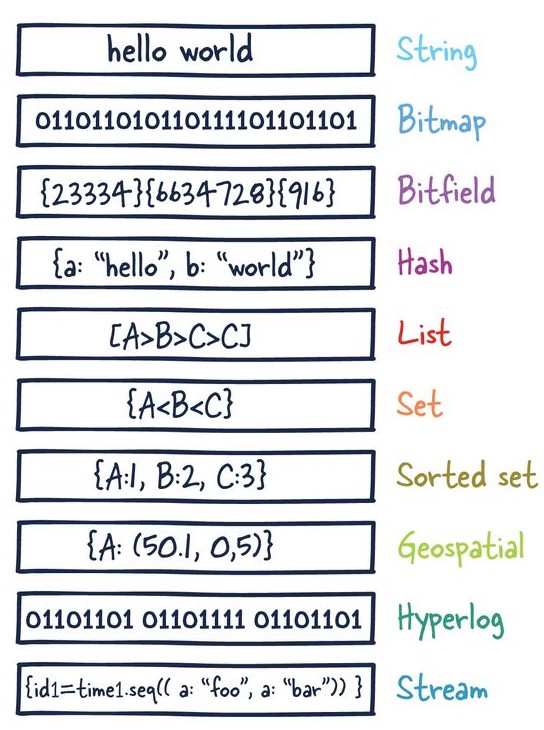 hello world String
011011010110111101101101 Bitmap
{23334}{6634728}{916} Bitfield
{a: "hello", b: "world"} Hash
[A>B>C>C] List
{A<B<C} Set
{A:1, B:2, C:3} Sorted set
{A: (50.1, 0,5)} Geospatial
01101101 01101111 01101101 Hyperlog
{id1=time1.seq(( a: "foo", a: "bar")) } Stream